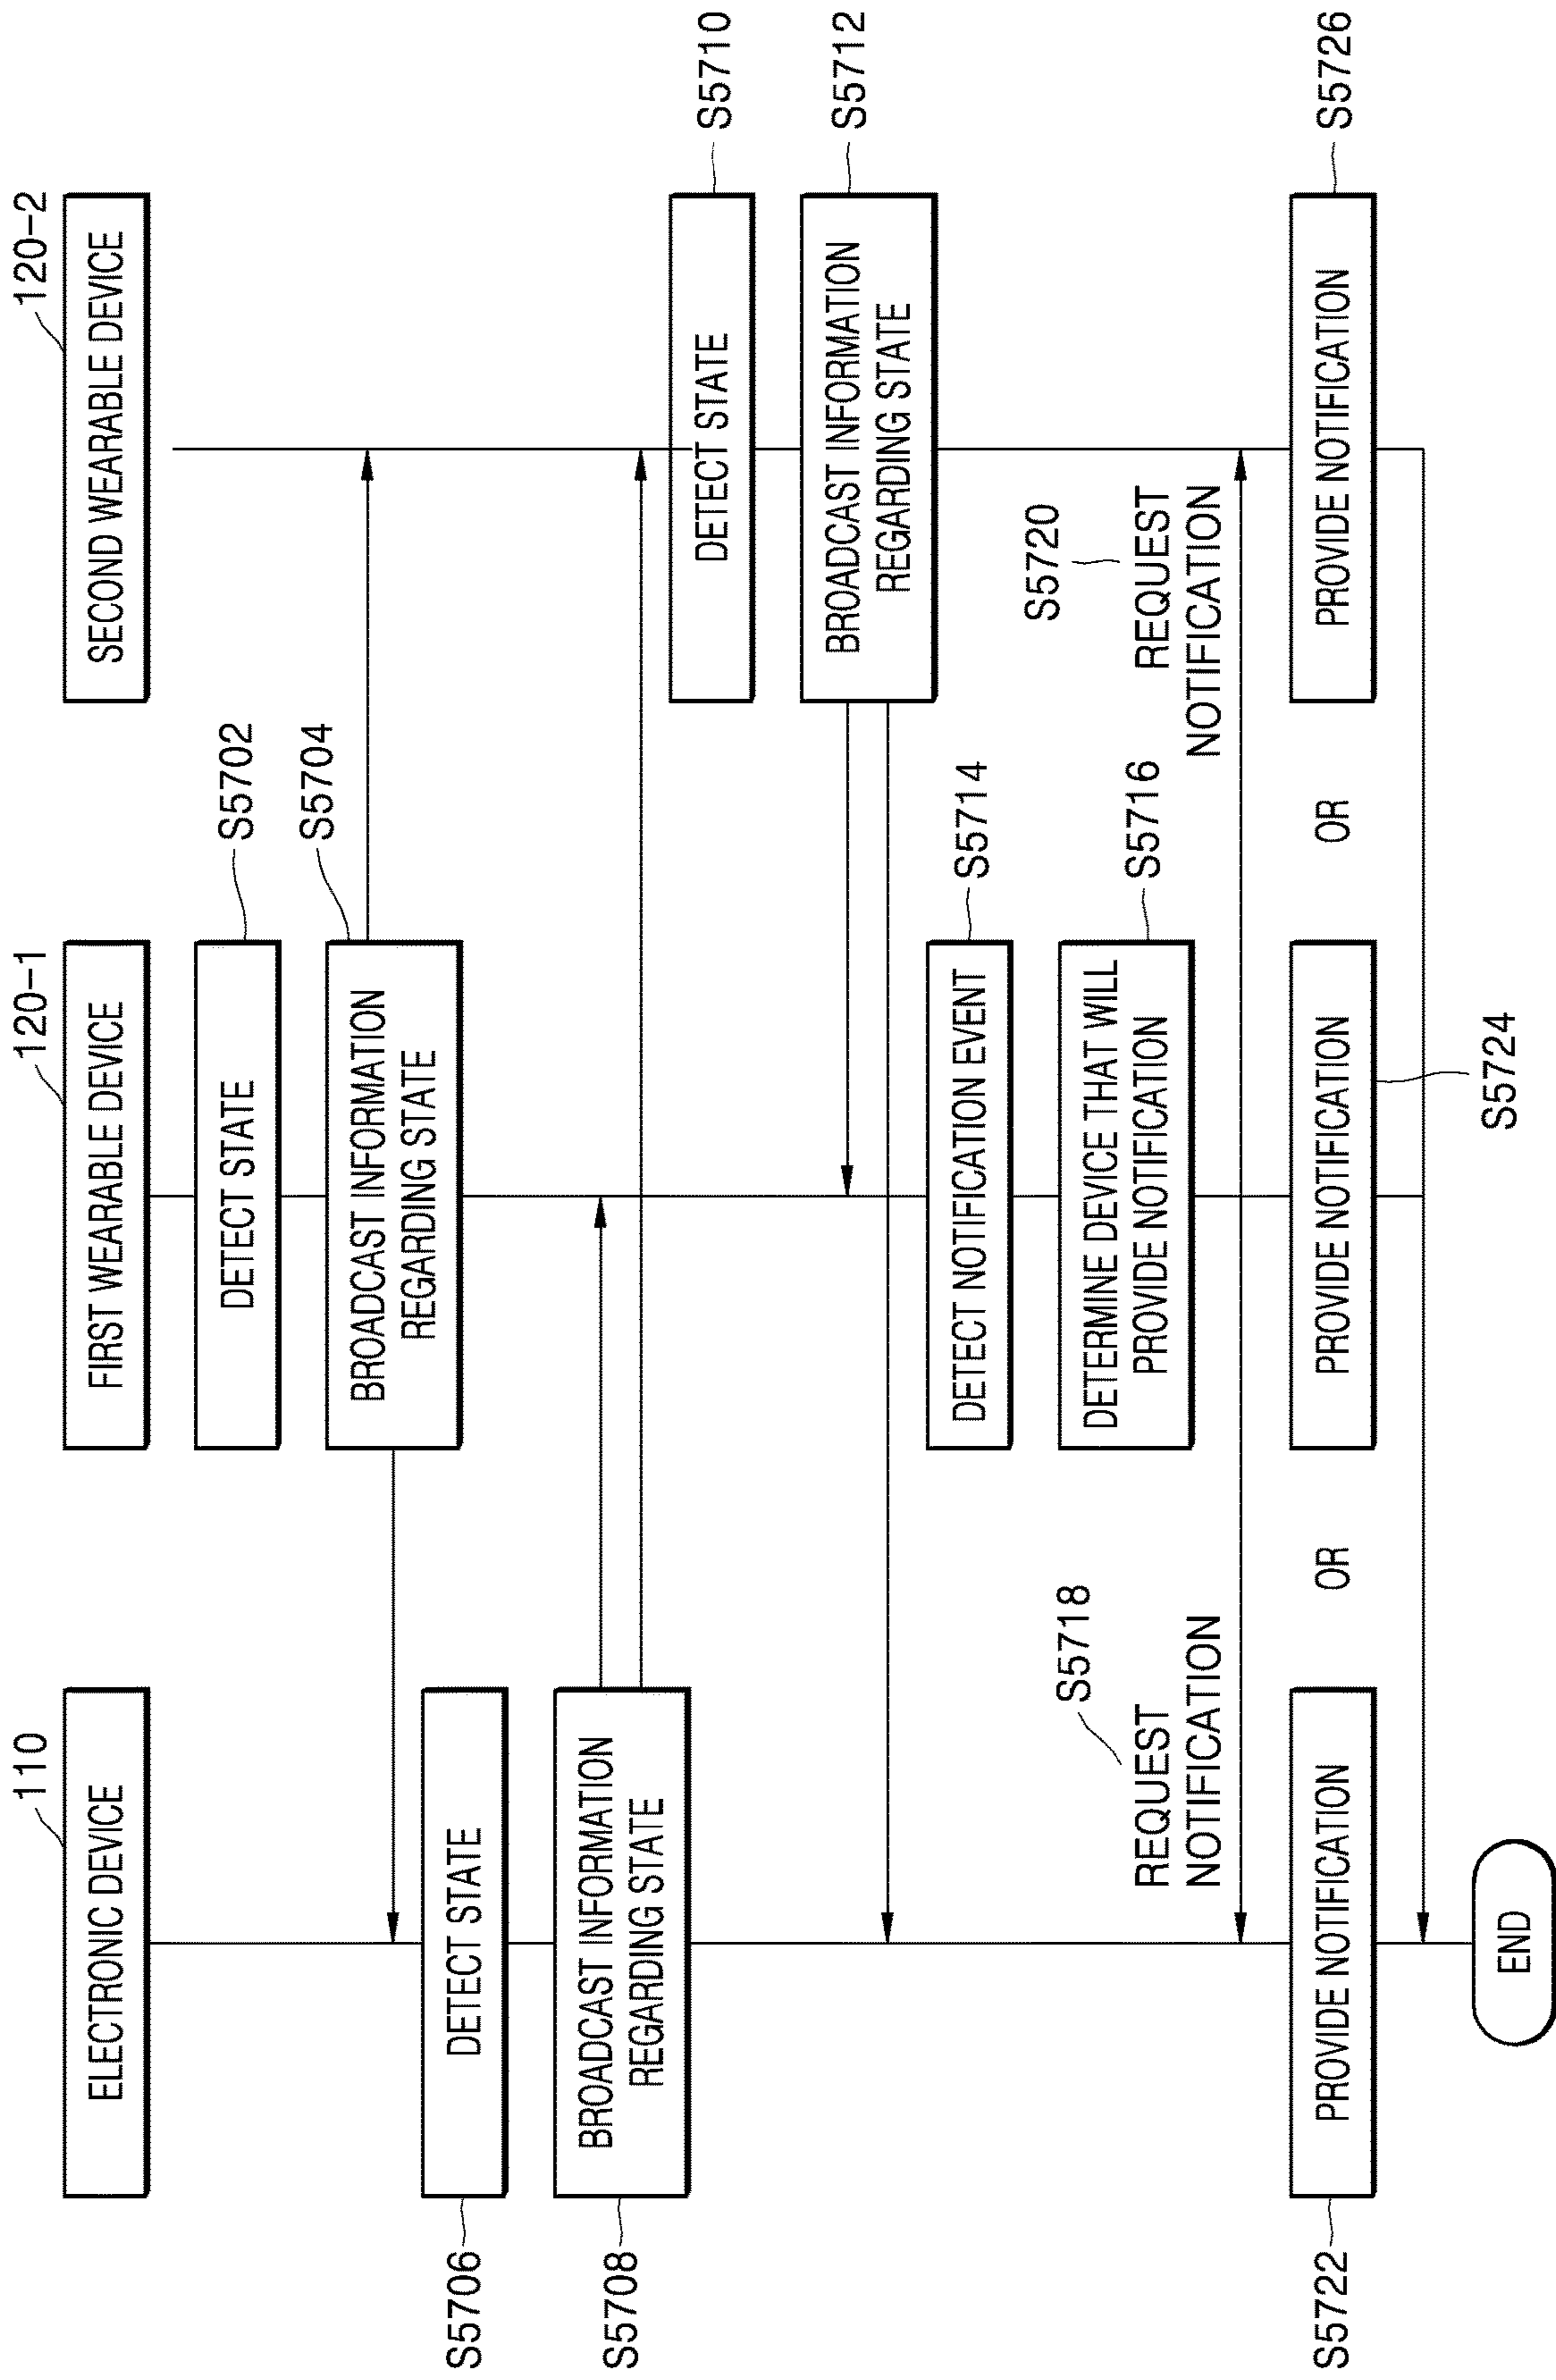 110
120-1
120-2
ELECTRONIC DEVICE
FIRST WEARABLE DEVICE
SECOND WEARABLE DEVICE
DETECT STATE
S5702
BROADCAST INFORMATION
REGARDING STATE
S5704
S5706
DETECT STATE
S5708
BROADCAST INFORMATION
REGARDING STATE
DETECT STATE
S5710
BROADCAST INFORMATION
REGARDING STATE
S5712
DETECT NOTIFICATION EVENT
S5714
DETERMINE DEVICE THAT WILL
PROVIDE NOTIFICATION
S5716
S5718
REQUEST
NOTIFICATION
S5720
REQUEST
NOTIFICATION
S5722
PROVIDE NOTIFICATION
OR
PROVIDE NOTIFICATION
OR
PROVIDE NOTIFICATION
S5726
S5724
END